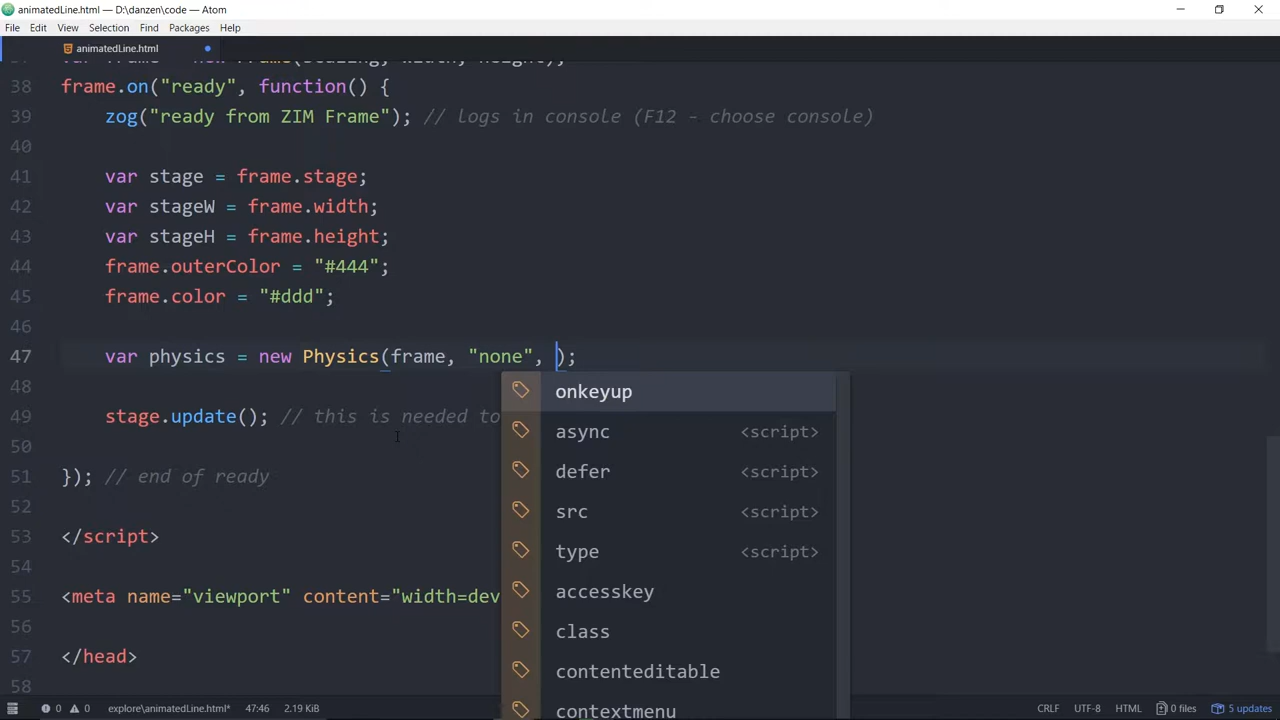 animatedLine.html — D:\danzen\code — Atom
File Edit View Selection Find Packages Help
animatedLine.html
38 frame.on("ready", function() {
39 zog("ready from ZIM Frame"); // logs in console (F12 - choose console)
40
41 var stage = frame.stage;
42 var stageW = frame.width;
43 var stageH = frame.height;
44 frame.outerColor = "#444";
45 frame.color = "#ddd";
46
47 var physics = new Physics(frame, "none", );
48
onkeyup
49 stage.update(); // this is needed to
async <script>
50
defer <script>
51 }); // end of ready
52
src <script>
53 </script>
type <script>
54
55 <meta name="viewport" content="width=dev
accesskey
56
class
57 </head>
contenteditable
58
contextmenu
0 0 explore\animatedLine.html* 47:46 2.19 KiB CRLF UTF-8 HTML 0 files 5 updates